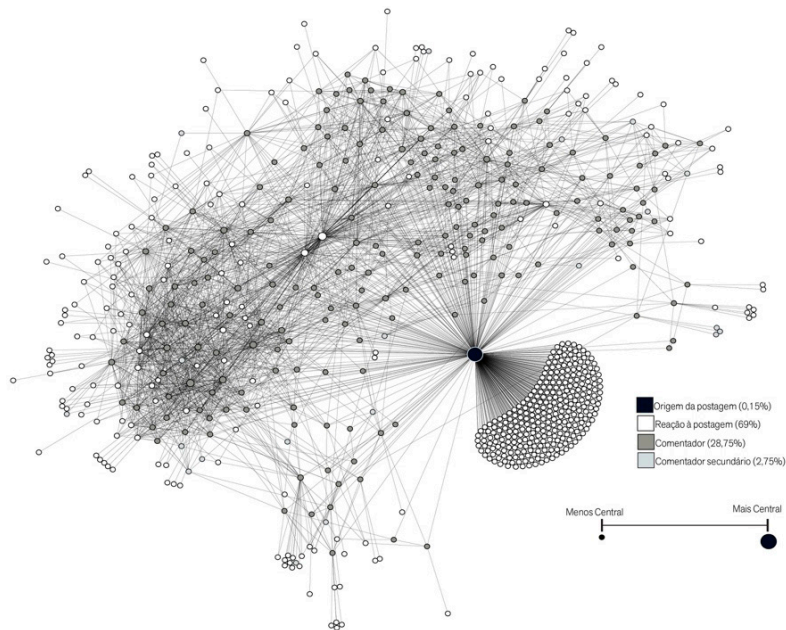 Origem da postagem (0,15%)
Reação à postagem (69%)
Comentador (28,75%)
Comentador secundário (2,75%)
Menos Central
Mais Central